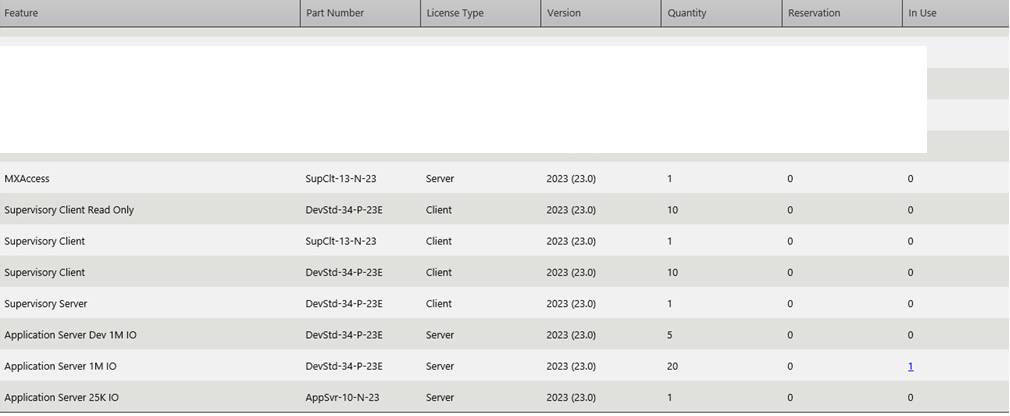 Feature Part Number License Type Version Quantity Reservation In Use
MXAccess SupClt-13-N-23 Server 2023 (23.0) 1 0 0
Supervisory Client Read Only DevStd-34-P-23E Client 2023 (23.0) 10 0 0
Supervisory Client SupClt-13-N-23 Client 2023 (23.0) 1 0 0
Supervisory Client DevStd-34-P-23E Client 2023 (23.0) 10 0 0
Supervisory Server DevStd-34-P-23E Client 2023 (23.0) 1 0 0
Application Server Dev 1M IO DevStd-34-P-23E Server 2023 (23.0) 5 0 0
Application Server 1M IO DevStd-34-P-23E Server 2023 (23.0) 20 0 1
Application Server 25K IO AppSvr-10-N-23 Server 2023 (23.0) 1 0 0